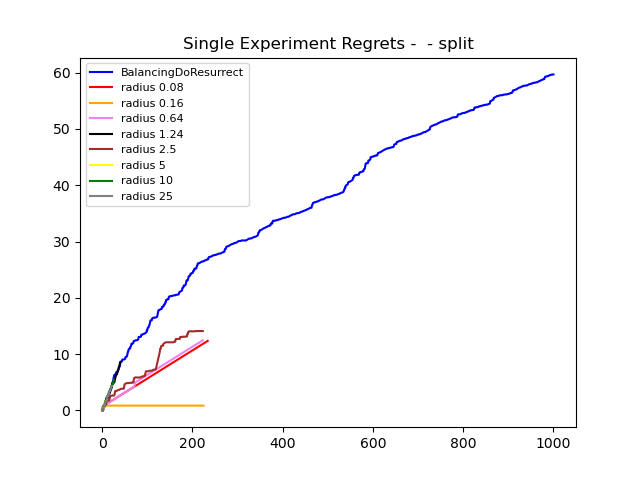 Single Experiment Regrets -  - split
BalancingDoResurrect
radius 0.08
radius 0.16
radius 0.64
radius 1.24
radius 2.5
radius 5
radius 10
radius 25
60
50
40
30
20
10
0
0 200 400 600 800 1000